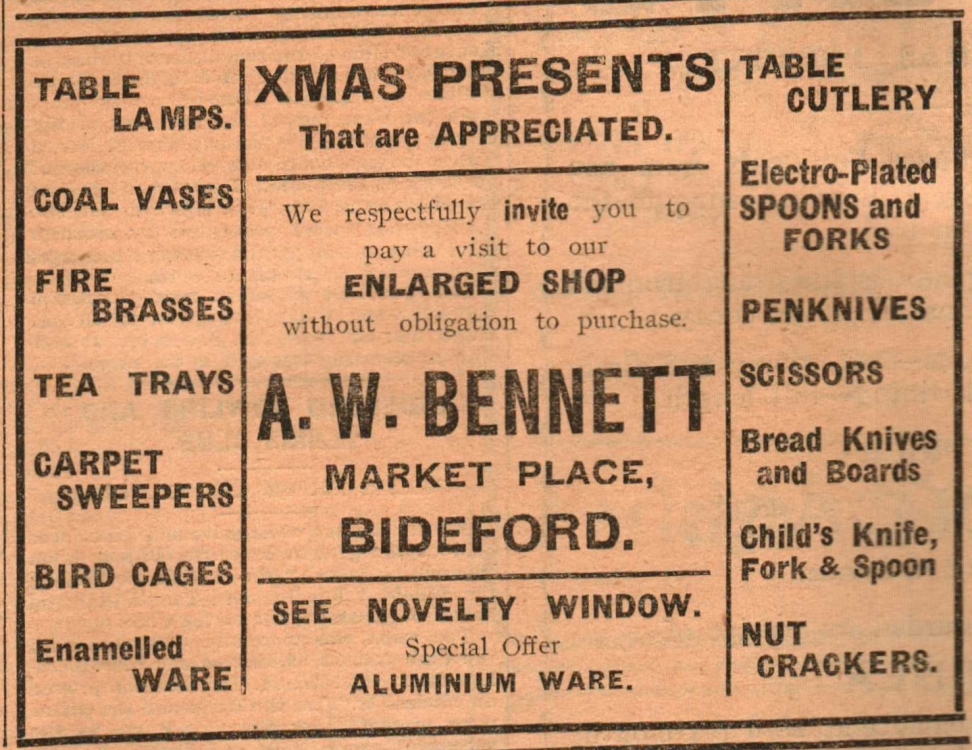 TABLE
LAMPS.
COAL VASES
FIRE
BRASSES
TEA TRAYS
CARPET
SWEEPERS
BIRD CAGES
Enamelled
WARE
XMAS PRESENTS
That are APPRECIATED.
We respectfully invite you to
pay a visit to our
ENLARGED SHOP
without obligation to purchase.
A. W. BENNETT
MARKET PLACE,
BIDEFORD.
SEE NOVELTY WINDOW.
Special Offer
ALUMINIUM WARE.
TABLE
CUTLERY
Electro-Plated
SPOONS and
FORKS
PENKNIVES
SCISSORS
Bread Knives
and Boards
Child's Knife,
Fork & Spoon
NUT
CRACKERS.